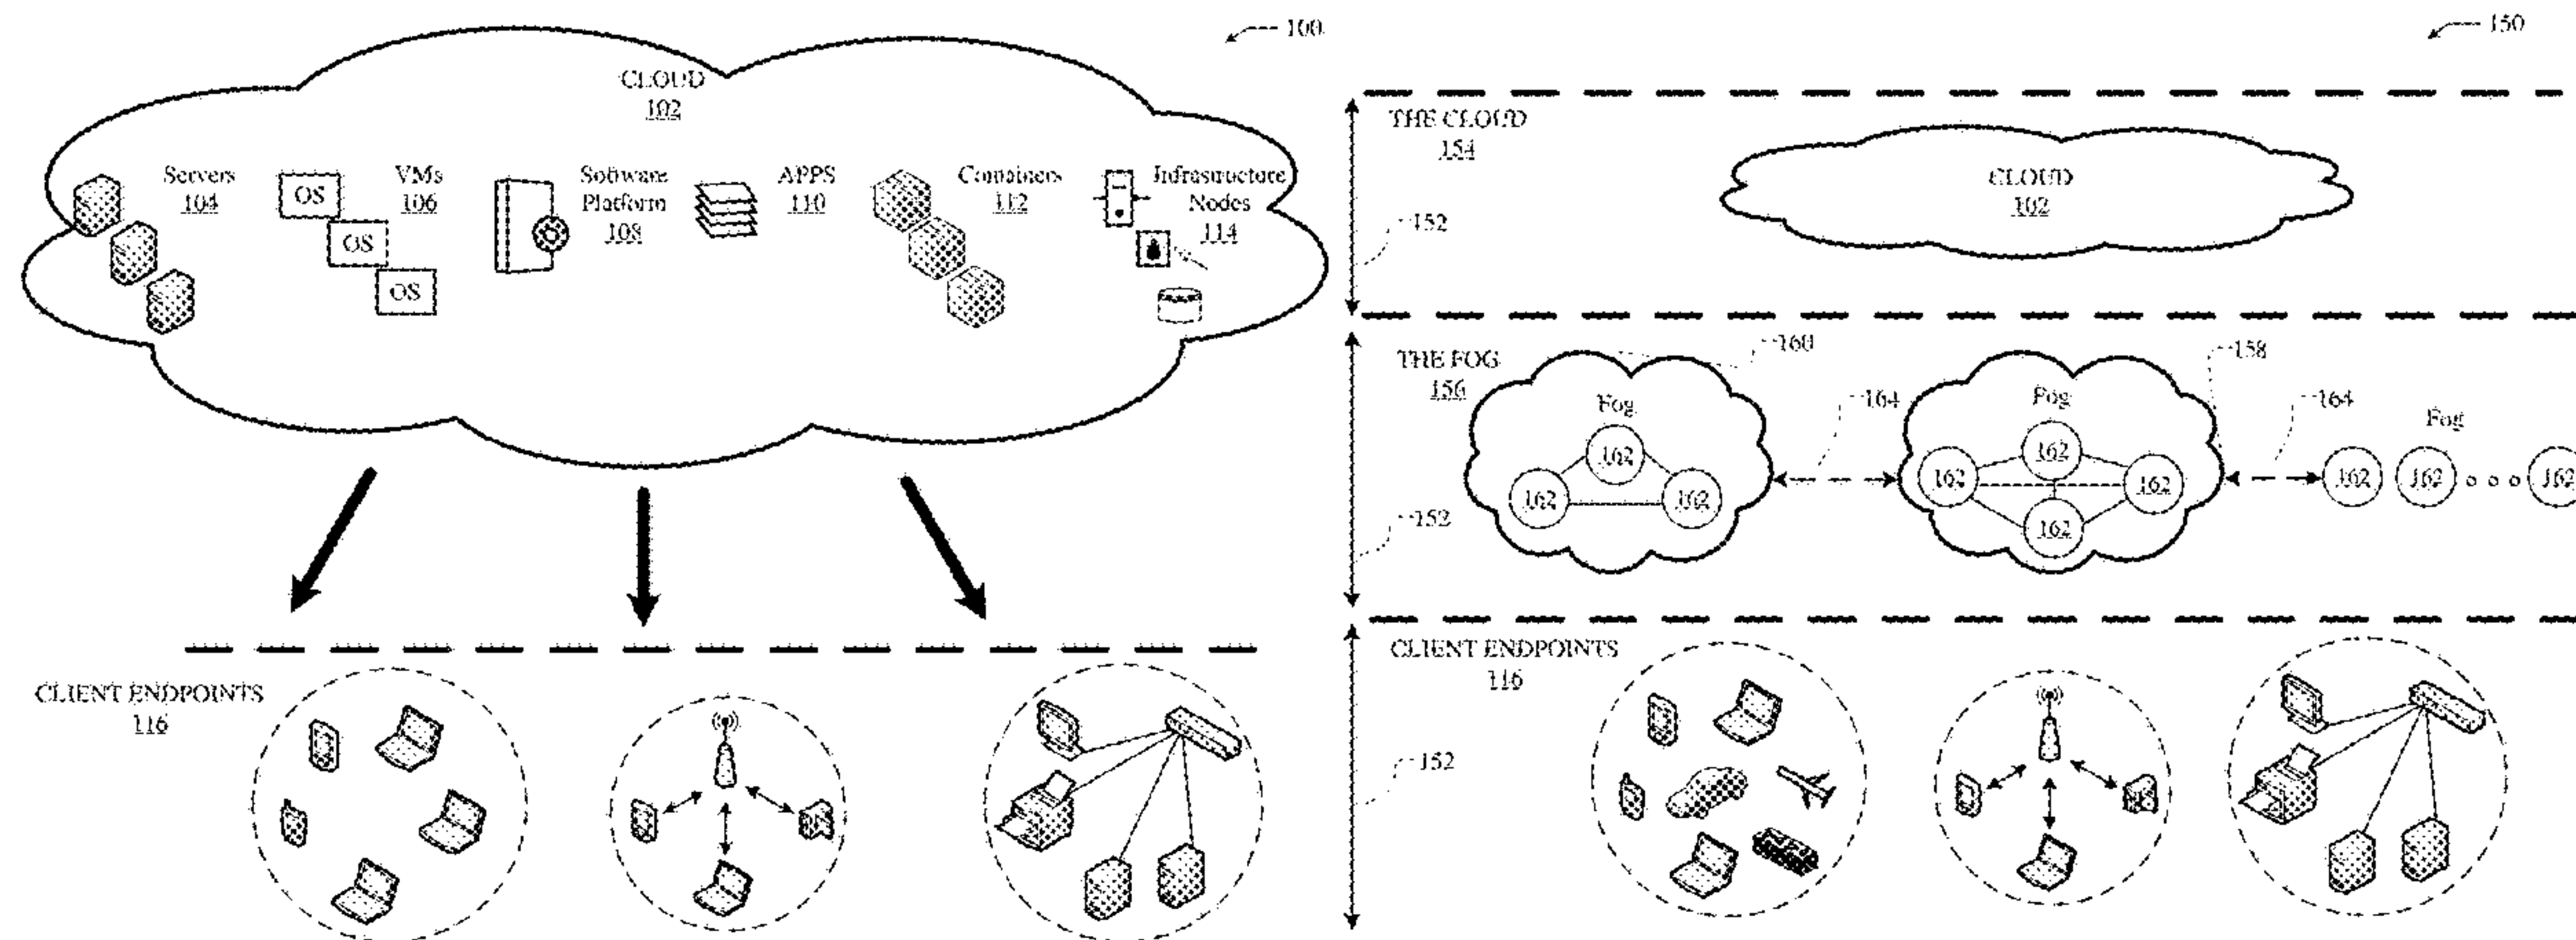 100
CLOUD
102
Servers
104
OS
OS
OS
VMs
106
Software
Platform
108
APPS
110
Containers
112
Infrastructure
Nodes
114
CLIENT ENDPOINTS
116
150
THE CLOUD
154
CLOUD
102
152
THE FOG
156
160
Fog
162
162
162
164
158
Fog
162
162
162
162
164
Fog
162
162
162
152
CLIENT ENDPOINTS
116
152